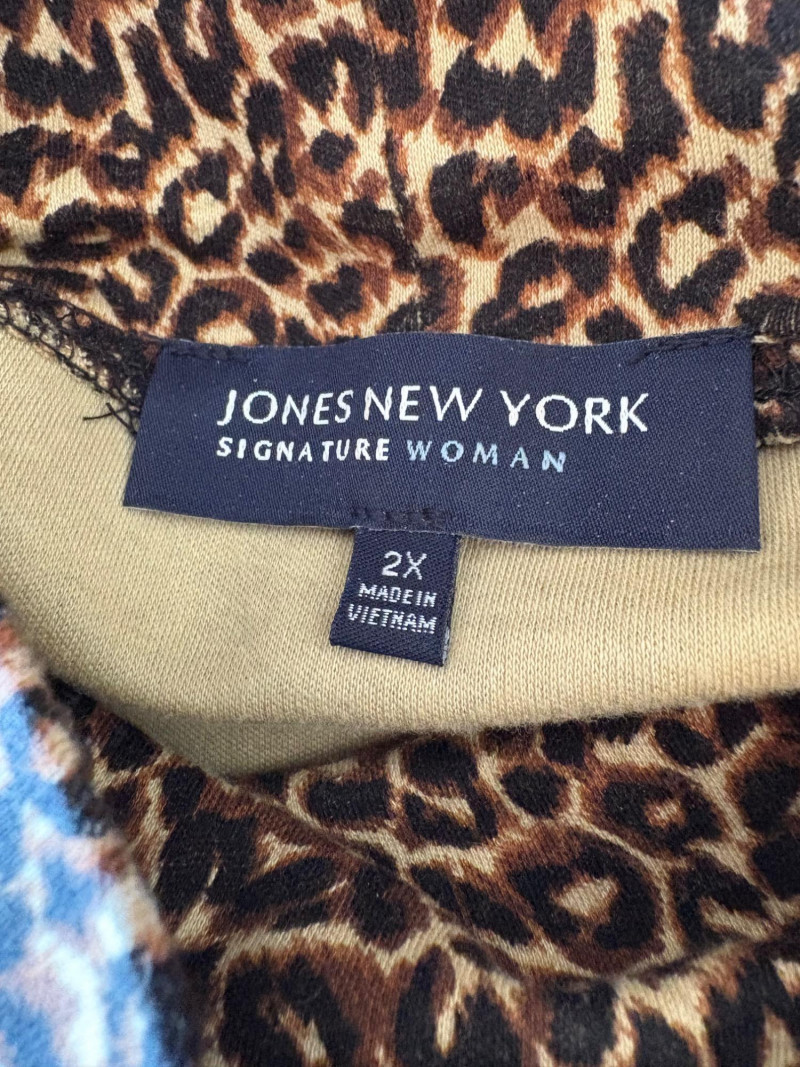 JONES NEW YORK
SIGNATURE WOMAN
2X
MADE IN
VIETNAM